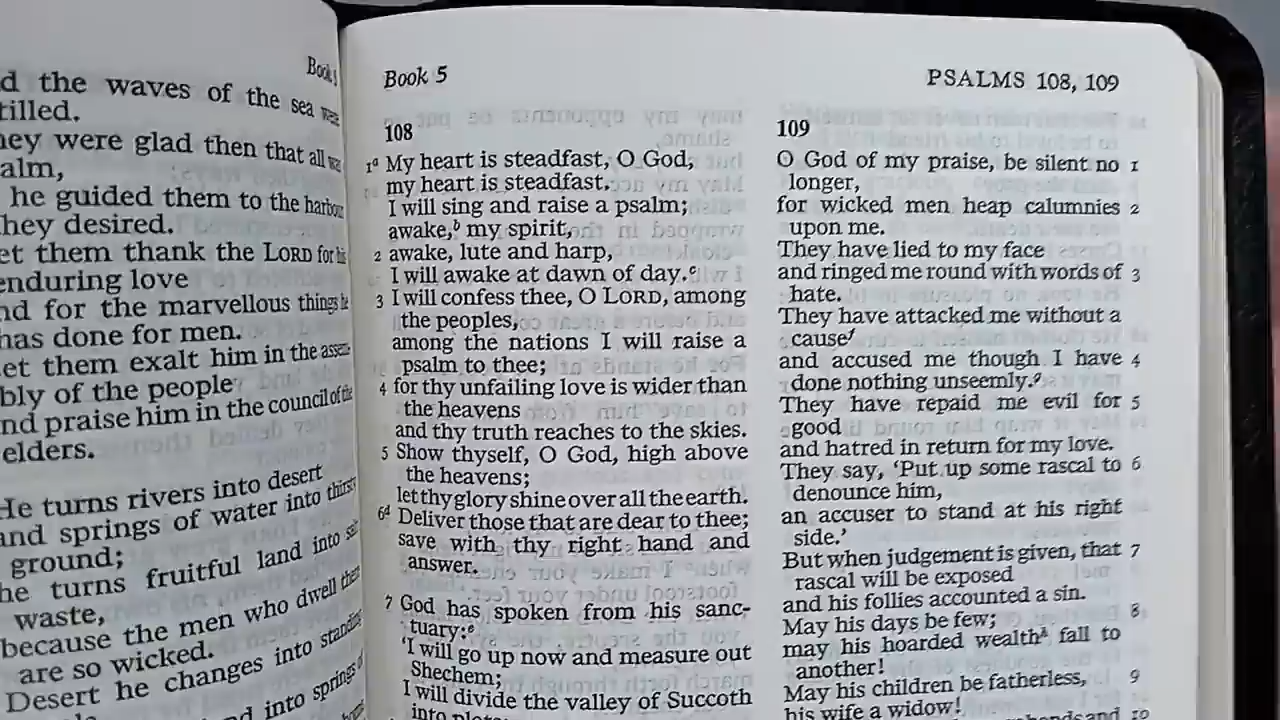 Book
d the waves of the sea
tilled.
hey were glad then that all
alm,
he guided them to the harbour
they desired.
et them thank the LORD for his
enduring love
nd for the marvellous things he
has done for men.
et them exalt him in the assem-
bly of the people
nd praise him in the council of the
elders.
He turns rivers into desert
and springs of water into thirsty
ground;
he turns fruitful land into salt
waste,
because the men who dwell there
are so wicked.
Desert he changes into standing
nd into springs of
Book 5
PSALMS 108, 109
108
1a My heart is steadfast, O God,
my heart is steadfast.
I will sing and raise a psalm;
awake,b my spirit,
2 awake, lute and harp,
I will awake at dawn of day.c
3 I will confess thee, O LORD, among
the peoples,
among the nations I will raise a
psalm to thee;
4 for thy unfailing love is wider than
the heavens
and thy truth reaches to the skies.
5 Show thyself, O God, high above
the heavens;
let thy glory shine over all the earth.
6d Deliver those that are dear to thee;
save with thy right hand and
answer.
7 God has spoken from his sanc-
tuary:e
'I will go up now and measure out
Shechem;
I will divide the valley of Succoth
into plots
109
O God of my praise, be silent no 1
longer,
for wicked men heap calumnies 2
upon me.
They have lied to my face
and ringed me round with words of 3
hate.
They have attacked me without a
causef
and accused me though I have 4
done nothing unseemly.g
They have repaid me evil for 5
good
and hatred in return for my love.
They say, 'Put up some rascal to 6
denounce him,
an accuser to stand at his right
side.'
But when judgement is given, that 7
rascal will be exposed
and his follies accounted a sin.
May his days be few; 8
may his hoarded wealthh fall to
another!
May his children be fatherless, 9
his wife a widow!
and 10